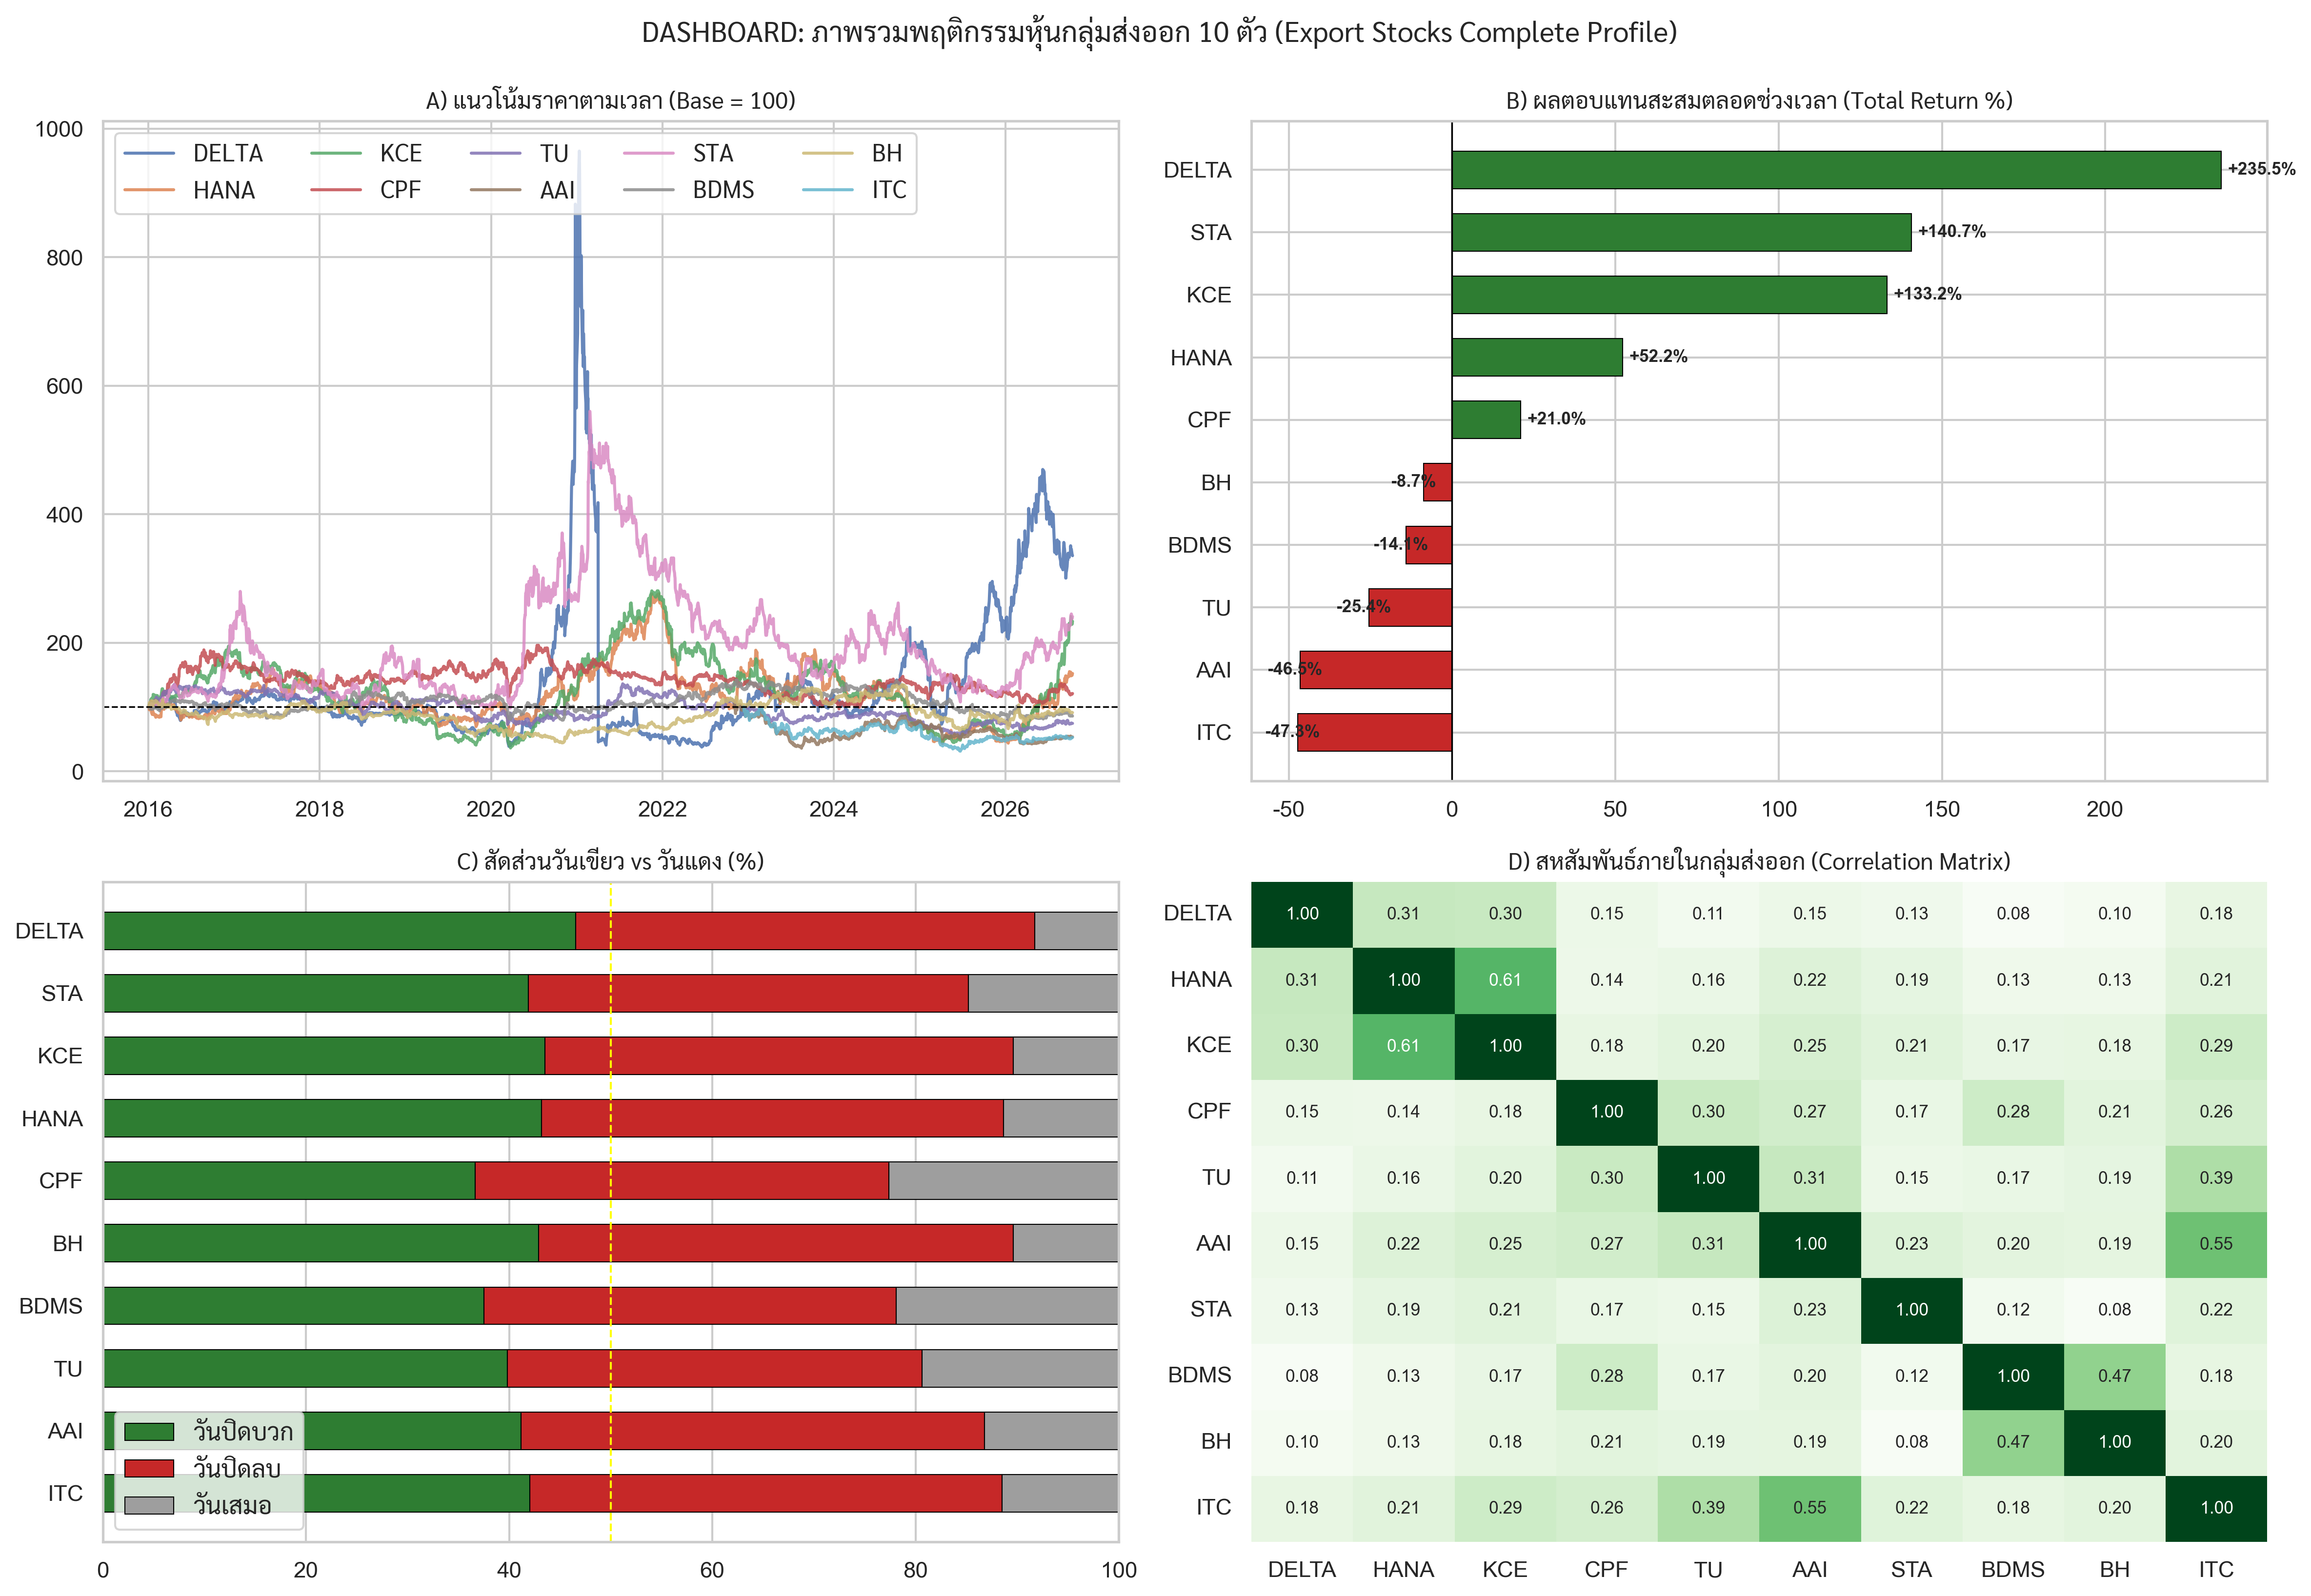 DASHBOARD: ภาพรวมพฤติกรรมหุ้นกลุ่มส่งออก 10 ตัว (Export Stocks Complete Profile)
A) แนวโน้มราคาตามเวลา (Base = 100)
DELTA KCE TU STA BH
HANA CPF AAI BDMS ITC
1000
800
600
400
200
0
2016 2018 2020 2022 2024 2026
B) ผลตอบแทนสะสมตลอดช่วงเวลา (Total Return %)
DELTA +235.5%
STA +140.7%
KCE +133.2%
HANA +52.2%
CPF +21.0%
BH -8.7%
BDMS -14.1%
TU -25.4%
AAI -46.5%
ITC -47.3%
-50 0 50 100 150 200
C) สัดส่วนวันเขียว vs วันแดง (%)
DELTA
STA
KCE
HANA
CPF
BH
BDMS
TU
AAI
ITC
วันปิดบวก
วันปิดลบ
วันเสมอ
0 20 40 60 80 100
D) สหสัมพันธ์ภายในกลุ่มส่งออก (Correlation Matrix)
DELTA 1.00 0.31 0.30 0.15 0.11 0.15 0.13 0.08 0.10 0.18
HANA 0.31 1.00 0.61 0.14 0.16 0.22 0.19 0.13 0.13 0.21
KCE 0.30 0.61 1.00 0.18 0.20 0.25 0.21 0.17 0.18 0.29
CPF 0.15 0.14 0.18 1.00 0.30 0.27 0.17 0.28 0.21 0.26
TU 0.11 0.16 0.20 0.30 1.00 0.31 0.15 0.17 0.19 0.39
AAI 0.15 0.22 0.25 0.27 0.31 1.00 0.23 0.20 0.19 0.55
STA 0.13 0.19 0.21 0.17 0.15 0.23 1.00 0.12 0.08 0.22
BDMS 0.08 0.13 0.17 0.28 0.17 0.20 0.12 1.00 0.47 0.18
BH 0.10 0.13 0.18 0.21 0.19 0.19 0.08 0.47 1.00 0.20
ITC 0.18 0.21 0.29 0.26 0.39 0.55 0.22 0.18 0.20 1.00
DELTA HANA KCE CPF TU AAI STA BDMS BH ITC